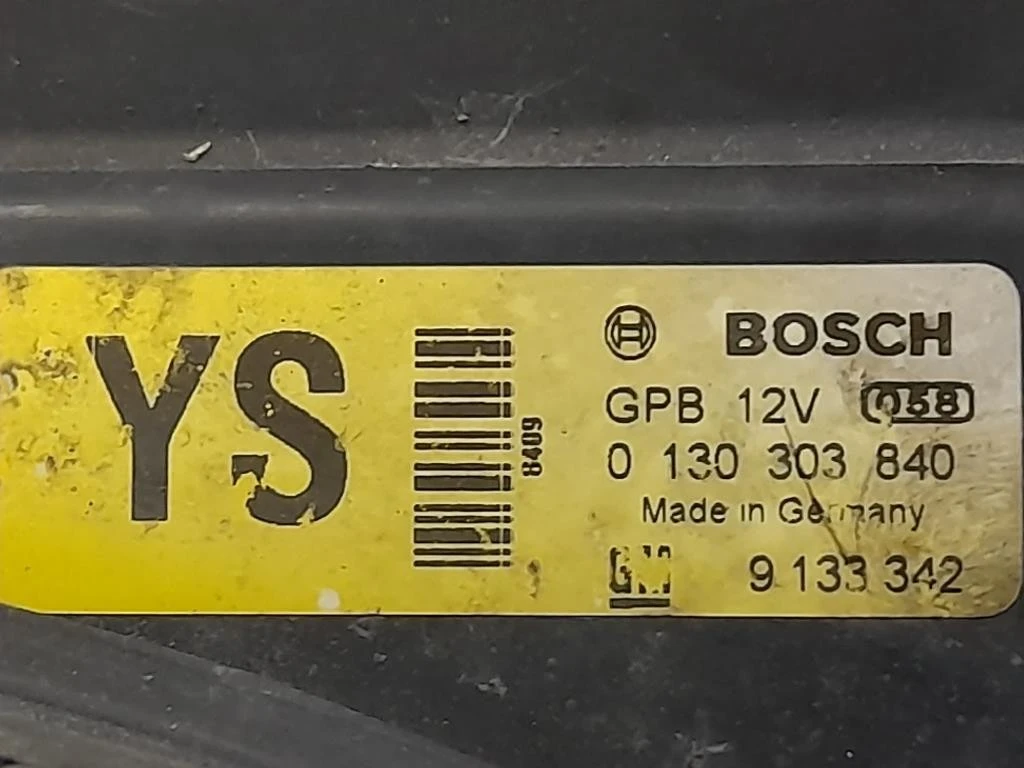 YS
8409
BOSCH
GPB 12V 058
0 130 303 840
Made in Germany
GM 9 133 342